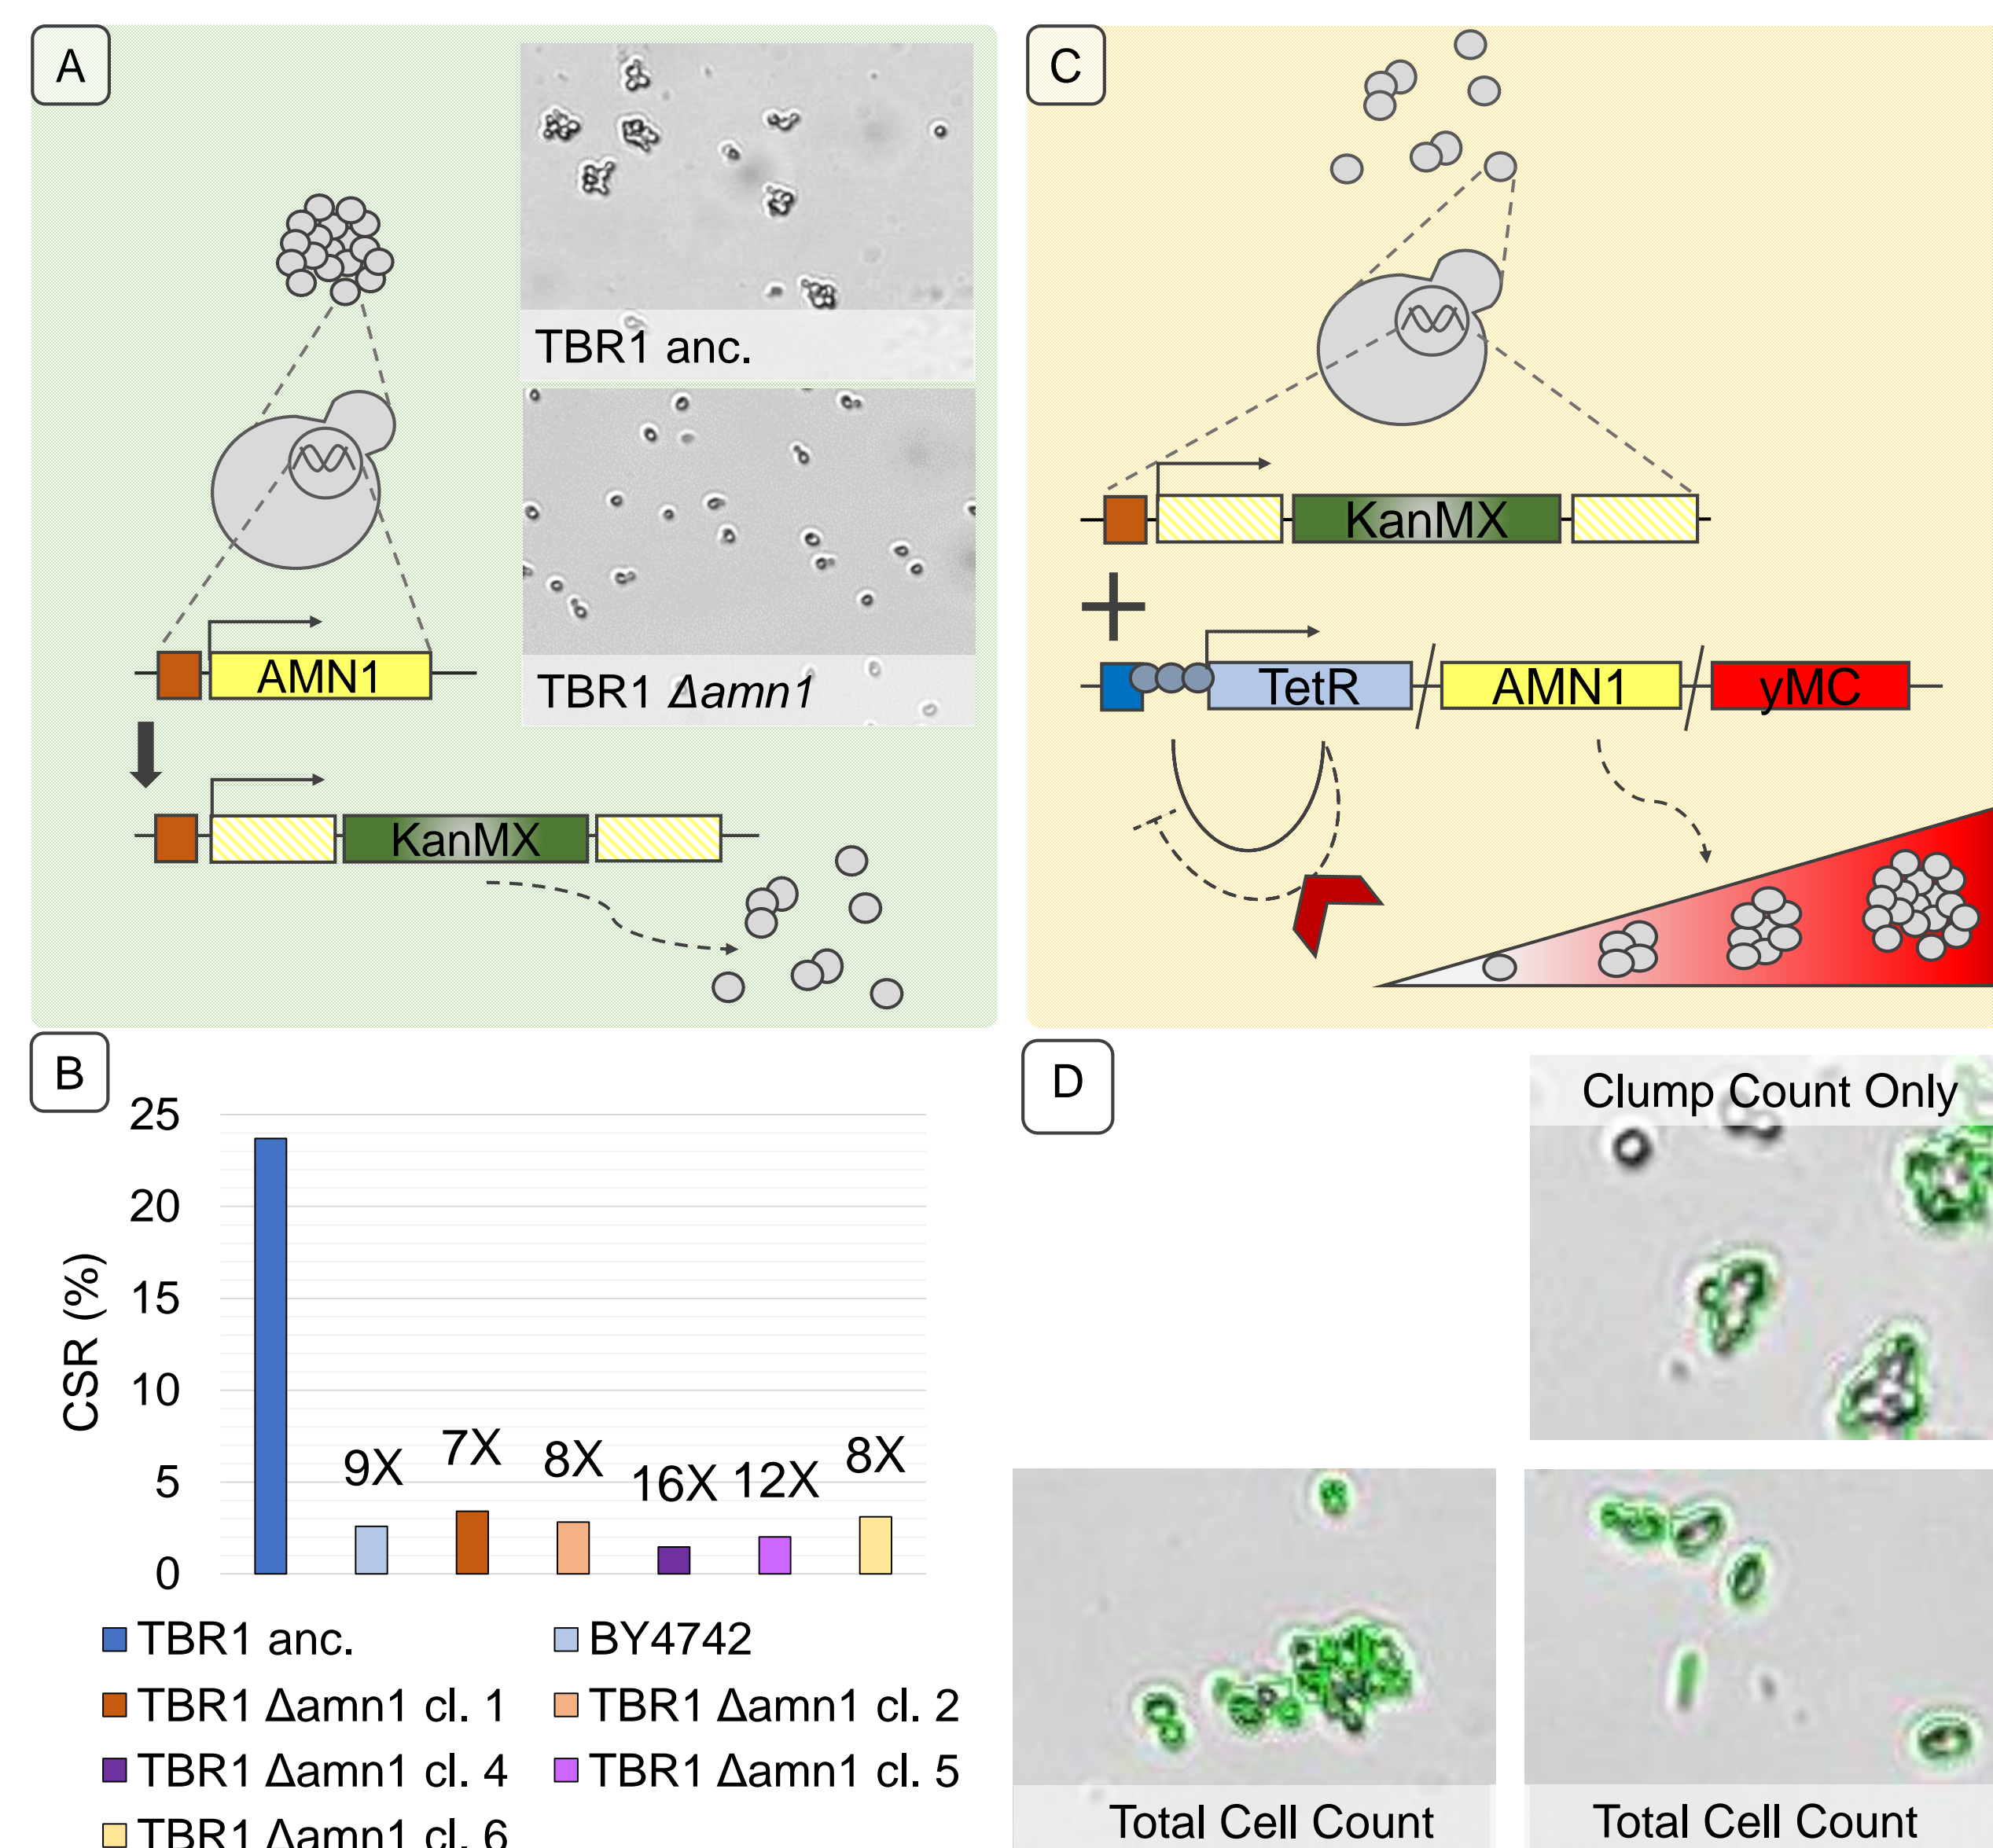 A
TBR1 anc.
TBR1 Δamn1
AMN1
KanMX
C
KanMX
TetR
AMN1
yMC
B
25
20
15
10
5
0
CSR (%)
9X
7X
8X
16X
12X
8X
TBR1 anc.
BY4742
TBR1 Δamn1 cl. 1
TBR1 Δamn1 cl. 2
TBR1 Δamn1 cl. 4
TBR1 Δamn1 cl. 5
TBR1 Δamn1 cl. 6
D
Clump Count Only
Total Cell Count
Total Cell Count